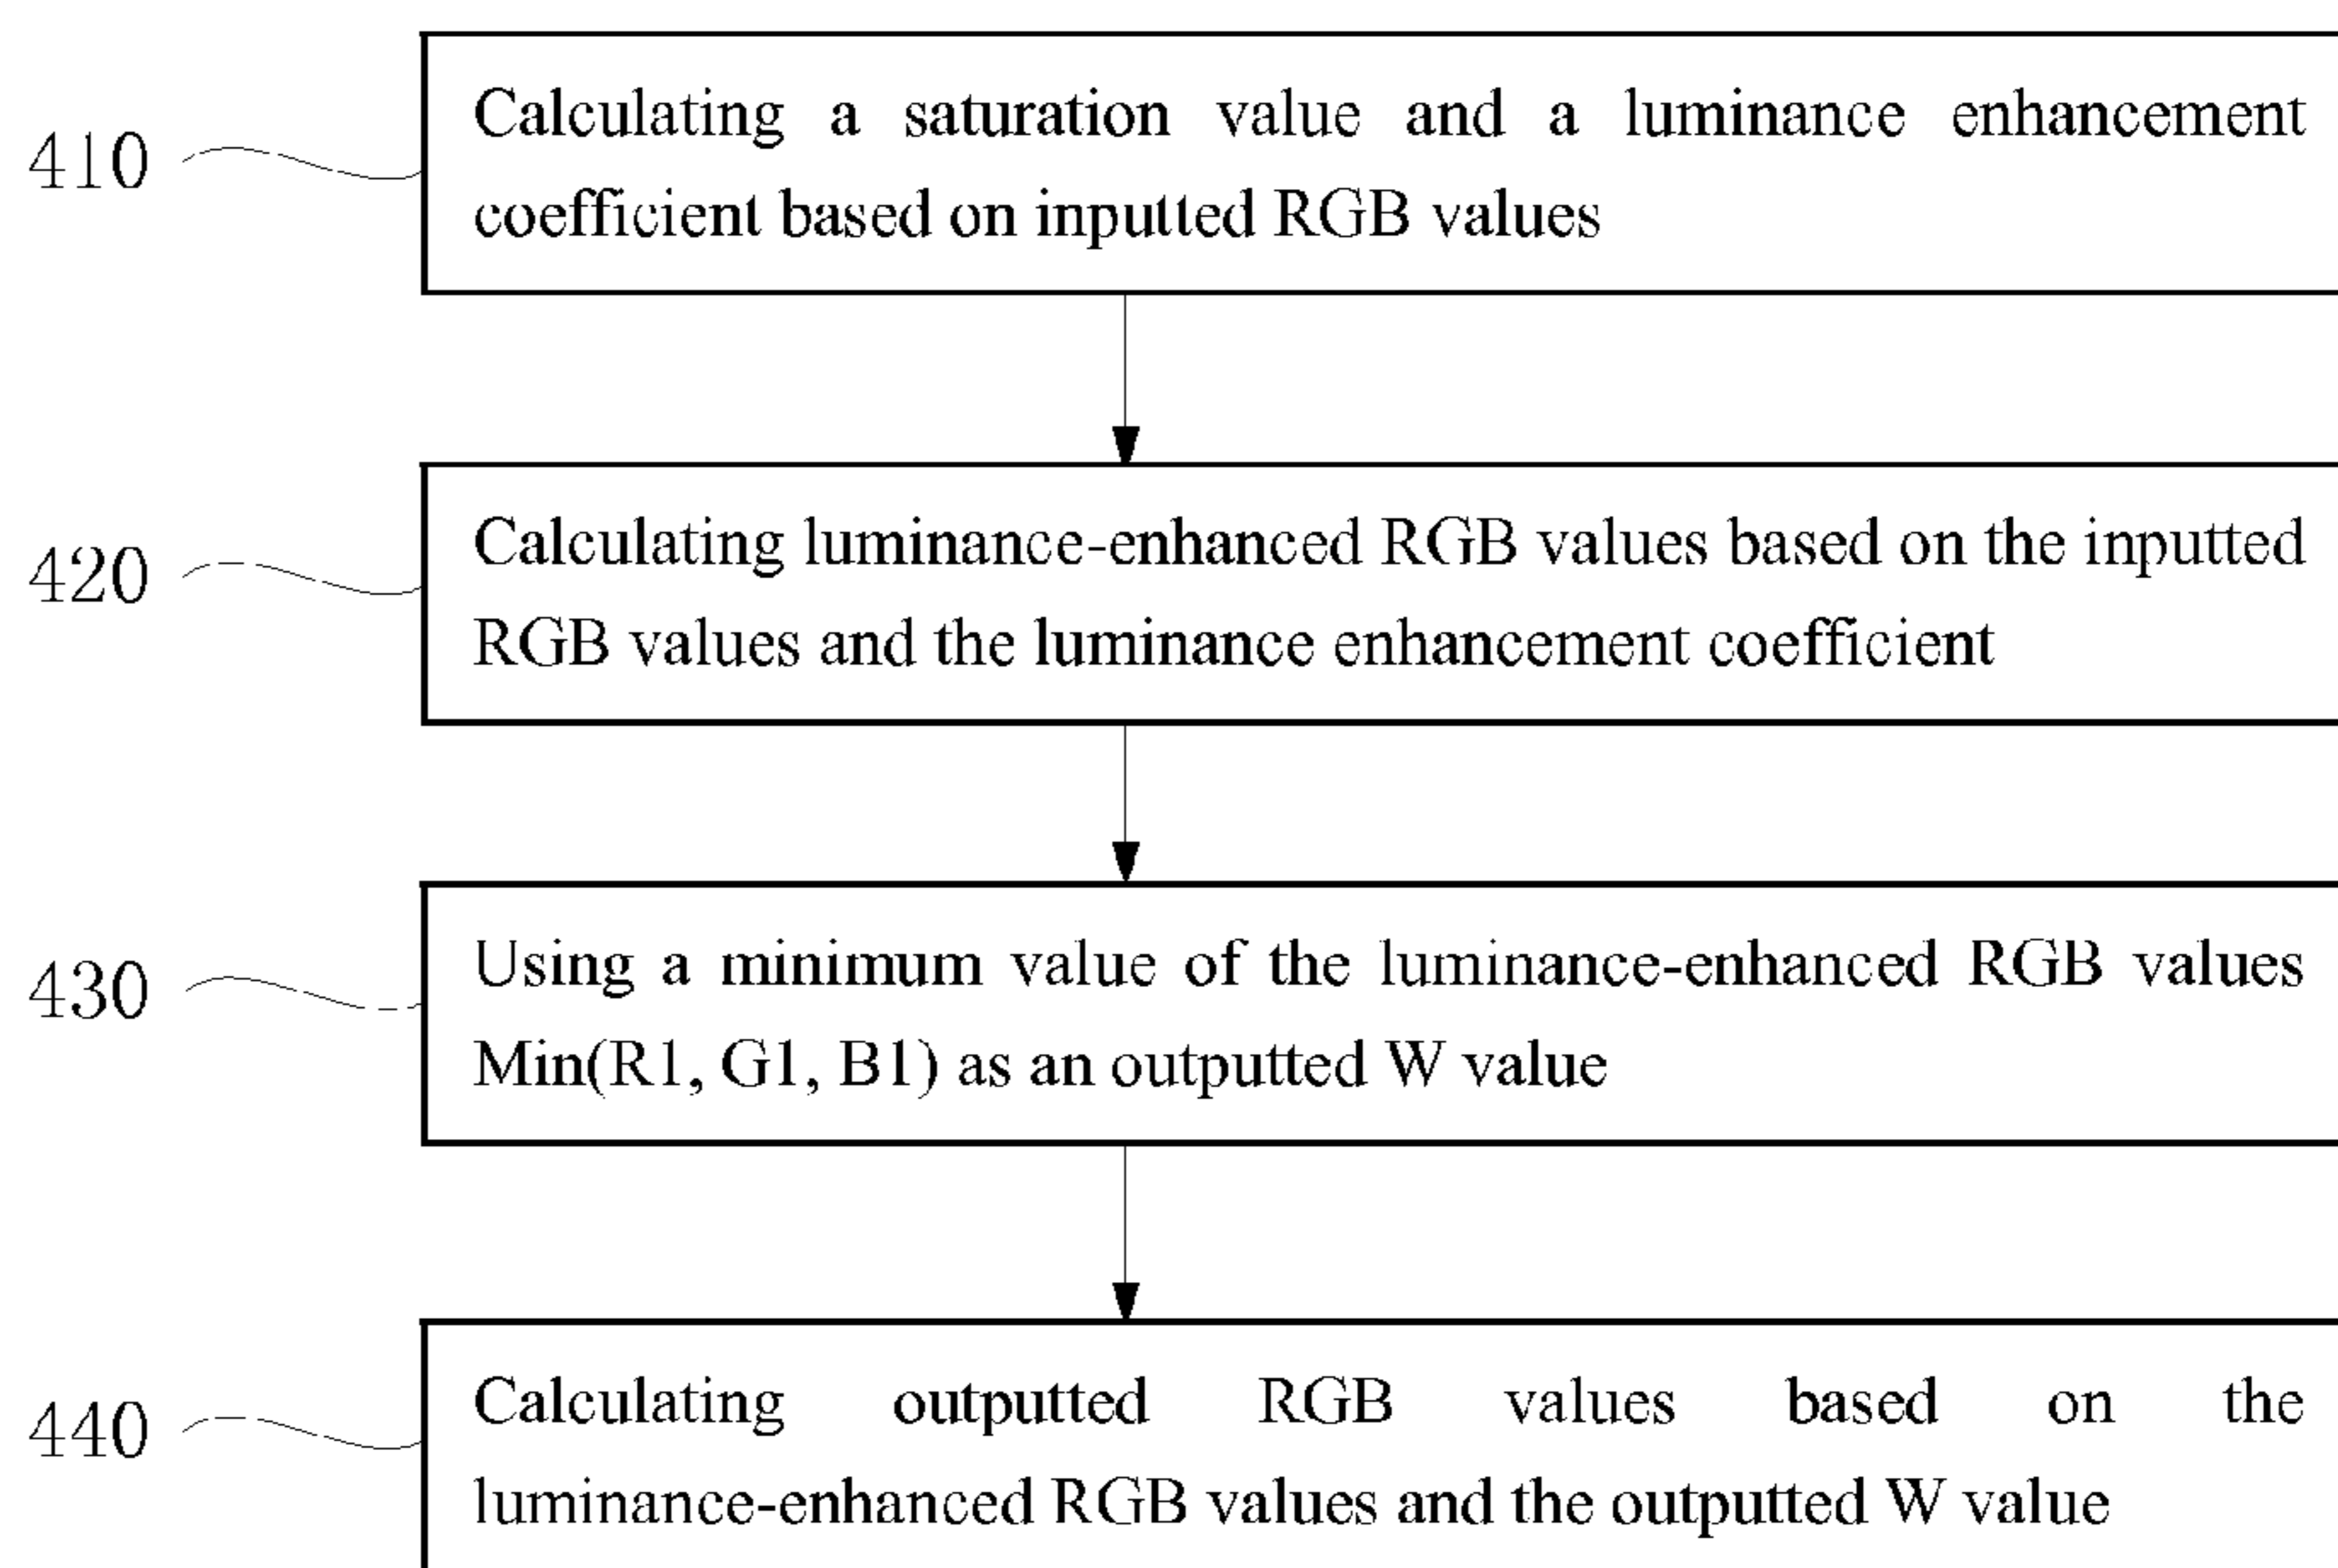 410
Calculating a saturation value and a luminance enhancement
coefficient based on inputted RGB values
420
Calculating luminance-enhanced RGB values based on the inputted
RGB values and the luminance enhancement coefficient
430
Using a minimum value of the luminance-enhanced RGB values
Min(R1, G1, B1) as an outputted W value
440
Calculating outputted RGB values based on the
luminance-enhanced RGB values and the outputted W value